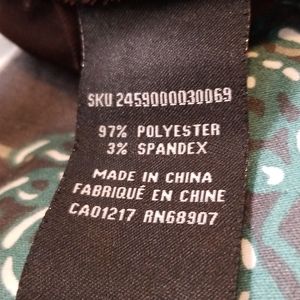 SKU 2459000030069
97% POLYESTER
3% SPANDEX
MADE IN CHINA
FABRIQUÉ EN CHINE
CA01217 RN68907